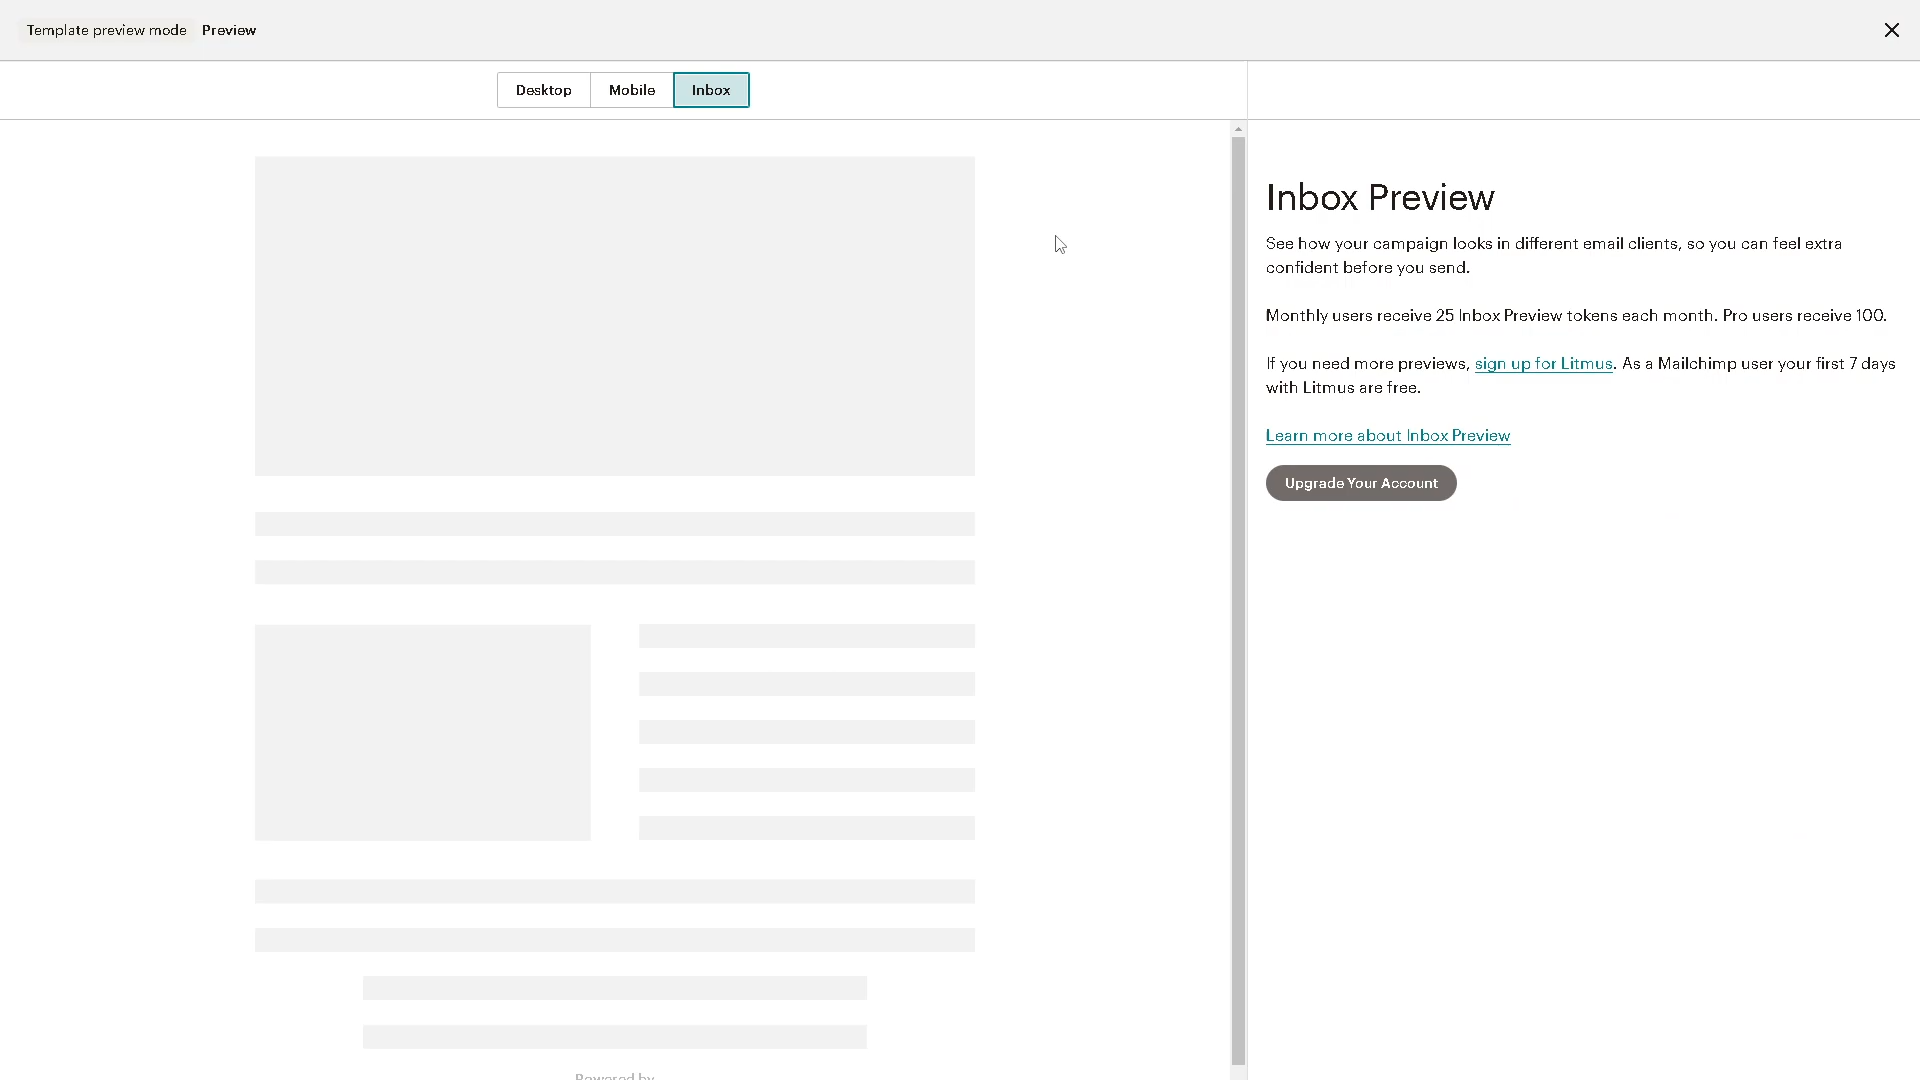 Template preview mode Preview
Desktop Mobile Inbox
Inbox Preview
See how your campaign looks in different email clients, so you can feel extra
confident before you send.
Monthly users receive 25 Inbox Preview tokens each month. Pro users receive 100.
If you need more previews, sign up for Litmus. As a Mailchimp user your first 7 days
with Litmus are free.
Learn more about Inbox Preview
Upgrade Your Account
Powered by